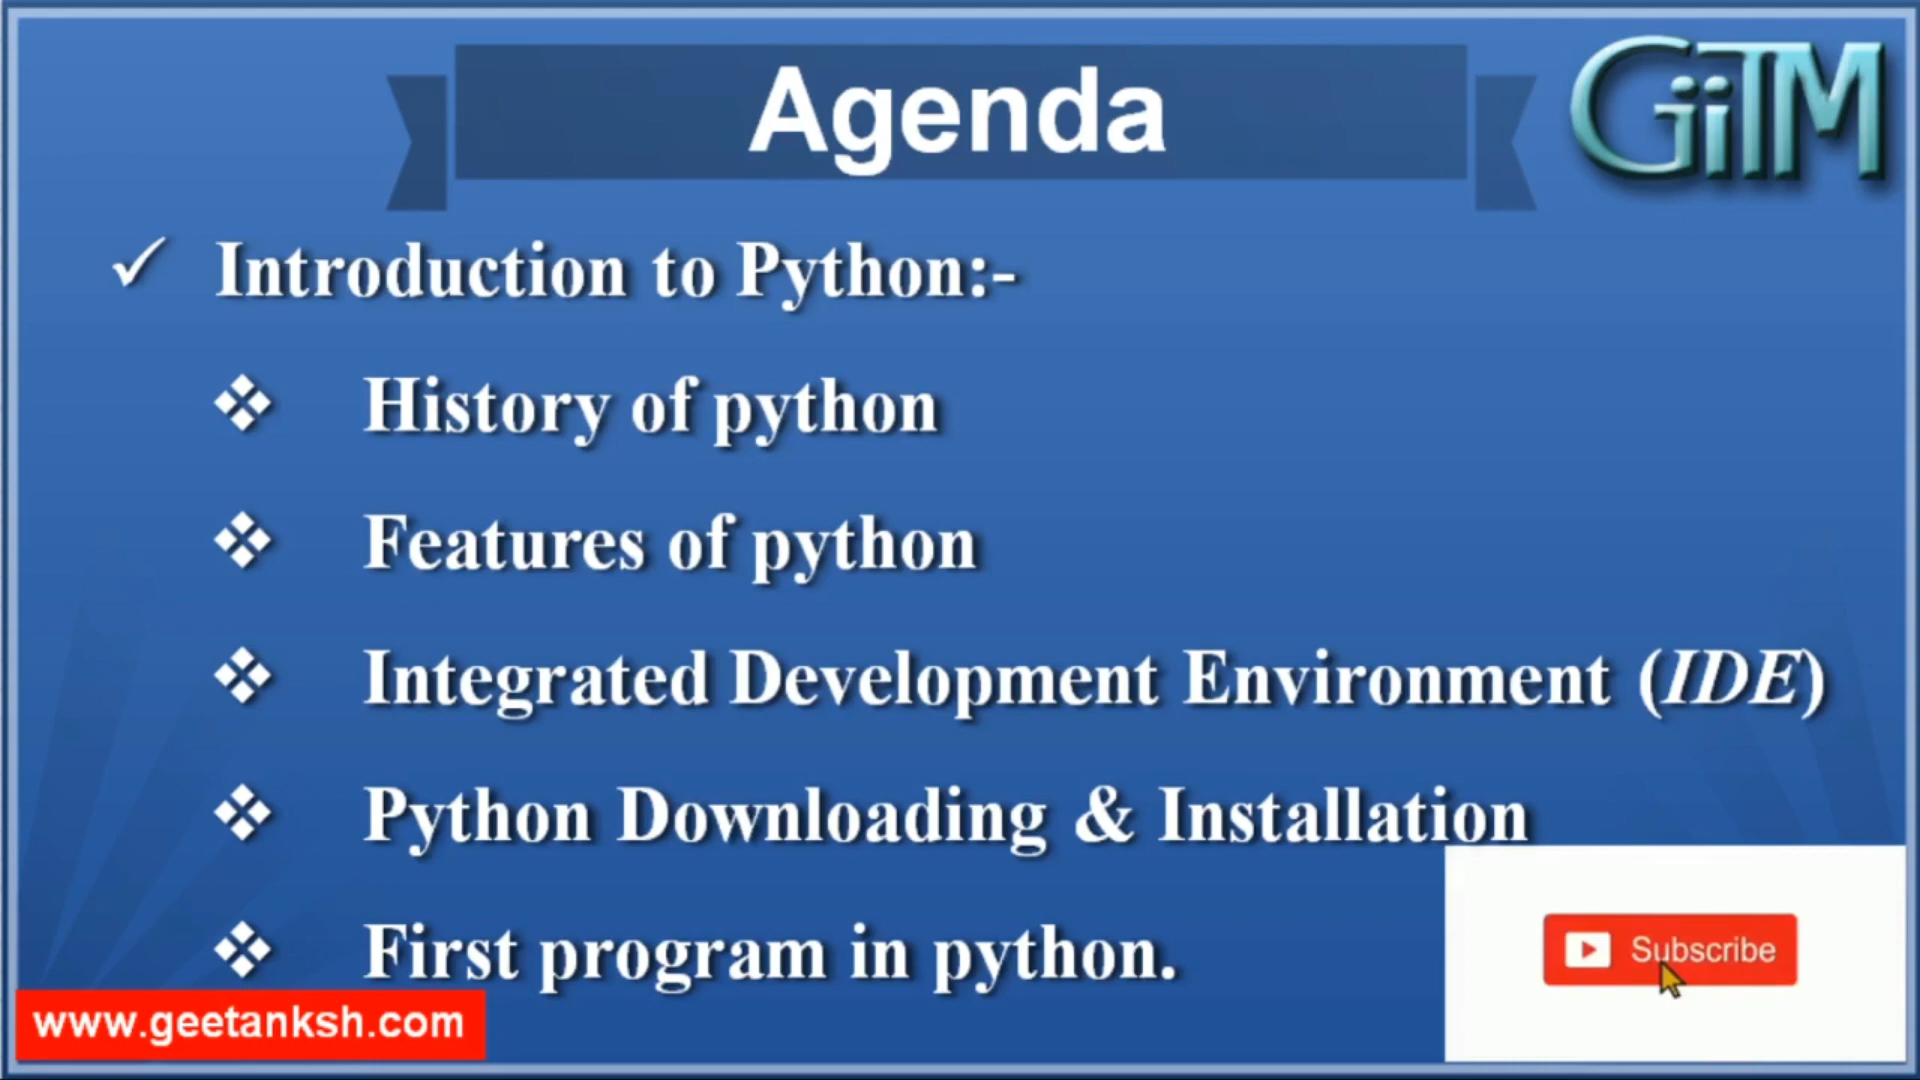 Agenda
GiTM
Introduction to Python:-
History of python
Features of python
Integrated Development Environment (IDE)
Python Downloading & Installation
First program in python.
www.geetanksh.com
Subscribe